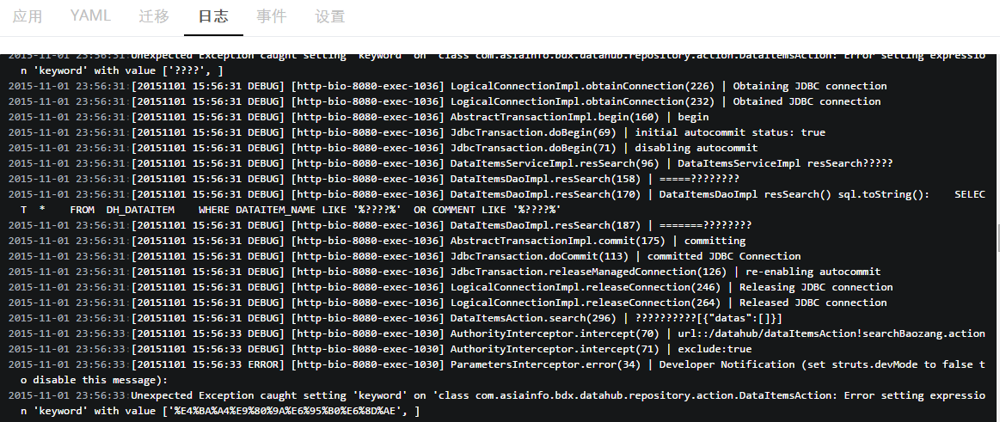 应用 YAML 迁移 日志 事件 设置
2015-11-01 23:56:31:Unexpected Exception caught setting 'keyword' on 'class com.asiainfo.bdx.datahub.repository.action.DataItemsAction: Error setting expressio
n 'keyword' with value ['????', ]
2015-11-01 23:56:31:[20151101 15:56:31 DEBUG] [http-bio-8080-exec-1036] LogicalConnectionImpl.obtainConnection(226) | Obtaining JDBC connection
2015-11-01 23:56:31:[20151101 15:56:31 DEBUG] [http-bio-8080-exec-1036] LogicalConnectionImpl.obtainConnection(232) | Obtained JDBC connection
2015-11-01 23:56:31:[20151101 15:56:31 DEBUG] [http-bio-8080-exec-1036] AbstractTransactionImpl.begin(160) | begin
2015-11-01 23:56:31:[20151101 15:56:31 DEBUG] [http-bio-8080-exec-1036] JdbcTransaction.doBegin(69) | initial autocommit status: true
2015-11-01 23:56:31:[20151101 15:56:31 DEBUG] [http-bio-8080-exec-1036] JdbcTransaction.doBegin(71) | disabling autocommit
2015-11-01 23:56:31:[20151101 15:56:31 DEBUG] [http-bio-8080-exec-1036] DataItemsServiceImpl.resSearch(96) | DataItemsServiceImpl resSearch?????
2015-11-01 23:56:31:[20151101 15:56:31 DEBUG] [http-bio-8080-exec-1036] DataItemsDaoImpl.resSearch(158) | =====????????
2015-11-01 23:56:31:[20151101 15:56:31 DEBUG] [http-bio-8080-exec-1036] DataItemsDaoImpl.resSearch(170) | DataItemsDaoImpl resSearch() sql.toString():    SELEC
T  *    FROM  DH_DATAITEM    WHERE DATAITEM_NAME LIKE '%????%'  OR COMMENT LIKE '%????%'
2015-11-01 23:56:31:[20151101 15:56:31 DEBUG] [http-bio-8080-exec-1036] DataItemsDaoImpl.resSearch(187) | =======????????
2015-11-01 23:56:31:[20151101 15:56:31 DEBUG] [http-bio-8080-exec-1036] AbstractTransactionImpl.commit(175) | committing
2015-11-01 23:56:31:[20151101 15:56:31 DEBUG] [http-bio-8080-exec-1036] JdbcTransaction.doCommit(113) | committed JDBC Connection
2015-11-01 23:56:31:[20151101 15:56:31 DEBUG] [http-bio-8080-exec-1036] JdbcTransaction.releaseManagedConnection(126) | re-enabling autocommit
2015-11-01 23:56:31:[20151101 15:56:31 DEBUG] [http-bio-8080-exec-1036] LogicalConnectionImpl.releaseConnection(246) | Releasing JDBC connection
2015-11-01 23:56:31:[20151101 15:56:31 DEBUG] [http-bio-8080-exec-1036] LogicalConnectionImpl.releaseConnection(264) | Released JDBC connection
2015-11-01 23:56:31:[20151101 15:56:31 DEBUG] [http-bio-8080-exec-1036] DataItemsAction.search(296) | ??????????[{"datas":[]}]
2015-11-01 23:56:33:[20151101 15:56:33 DEBUG] [http-bio-8080-exec-1030] AuthorityInterceptor.intercept(70) | url::/datahub/dataItemsAction!searchBaozang.action
2015-11-01 23:56:33:[20151101 15:56:33 DEBUG] [http-bio-8080-exec-1030] AuthorityInterceptor.intercept(71) | exclude:true
2015-11-01 23:56:33:[20151101 15:56:33 ERROR] [http-bio-8080-exec-1030] ParametersInterceptor.error(34) | Developer Notification (set struts.devMode to false t
o disable this message):
2015-11-01 23:56:33:Unexpected Exception caught setting 'keyword' on 'class com.asiainfo.bdx.datahub.repository.action.DataItemsAction: Error setting expressio
n 'keyword' with value ['%E4%BA%A4%E9%80%9A%E6%95%B0%E6%8D%AE', ]